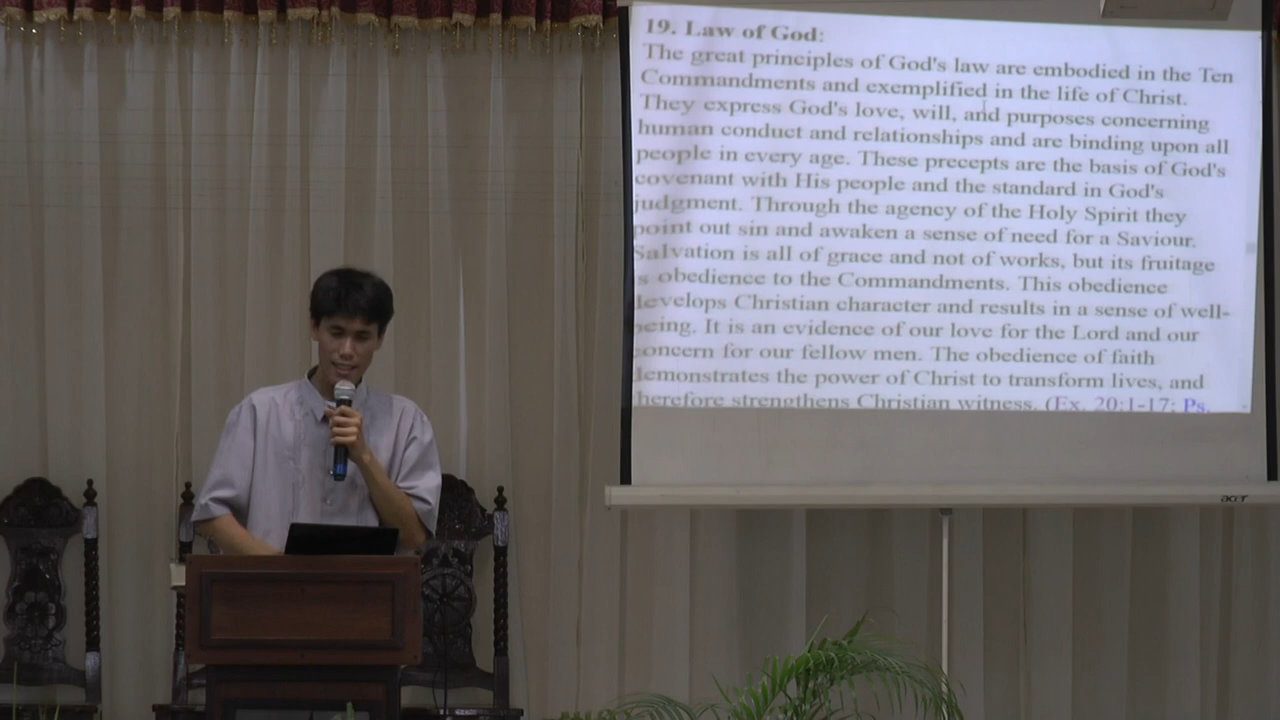 19. Law of God:
The great principles of God's law are embodied in the Ten
Commandments and exemplified in the life of Christ.
They express God's love, will, and purposes concerning
human conduct and relationships and are binding upon all
people in every age. These precepts are the basis of God's
covenant with His people and the standard in God's
judgment. Through the agency of the Holy Spirit they
point out sin and awaken a sense of need for a Saviour.
Salvation is all of grace and not of works, but its fruitage
s obedience to the Commandments. This obedience
develops Christian character and results in a sense of well-
being. It is an evidence of our love for the Lord and our
concern for our fellow men. The obedience of faith
demonstrates the power of Christ to transform lives, and
herefore strengthens Christian witness. (Ex. 20:1-17; Ps.
acer